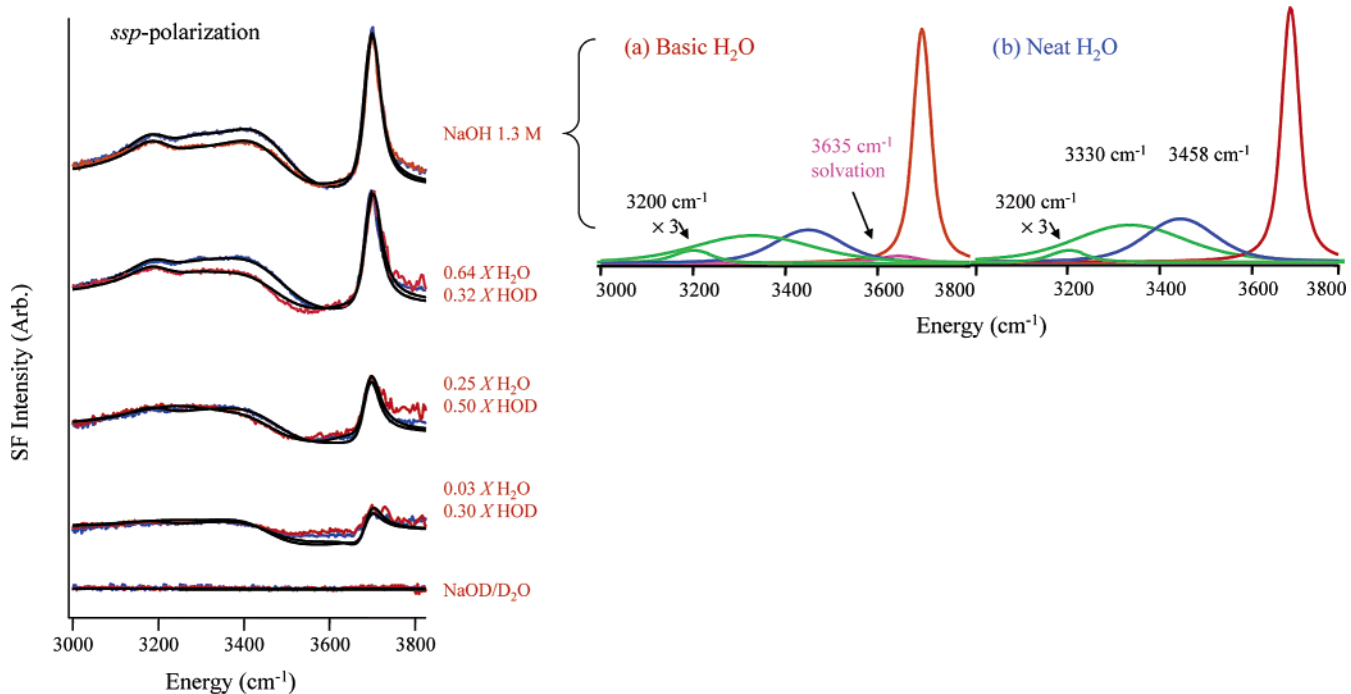 ssp-polarization
NaOH 1.3 M
0.64 X H₂O
0.32 X HOD
0.25 X H₂O
0.50 X HOD
0.03 X H₂O
0.30 X HOD
NaOD/D₂O
SF Intensity (Arb.)
3000 3200 3400 3600 3800
Energy (cm⁻¹)
(a) Basic H₂O
3635 cm⁻¹
solvation
3200 cm⁻¹
× 3
3000 3200 3400 3600 3800
(b) Neat H₂O
3330 cm⁻¹ 3458 cm⁻¹
3200 cm⁻¹
× 3
3200 3400 3600 3800
Energy (cm⁻¹)